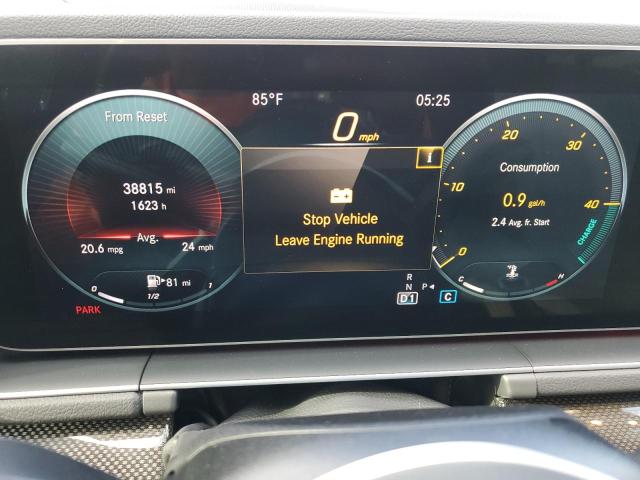 From Reset
38815 mi
1623 h
Avg.
20.6 mpg
24 mph
81 mi
0
1/2
1
PARK
85°F
05:25
0 mph
i
Stop Vehicle
Leave Engine Running
R
N P
D1 C
Consumption
0.9 gal/h
2.4 Avg. fr. Start
0
10
20
30
40
CHARGE
C
H